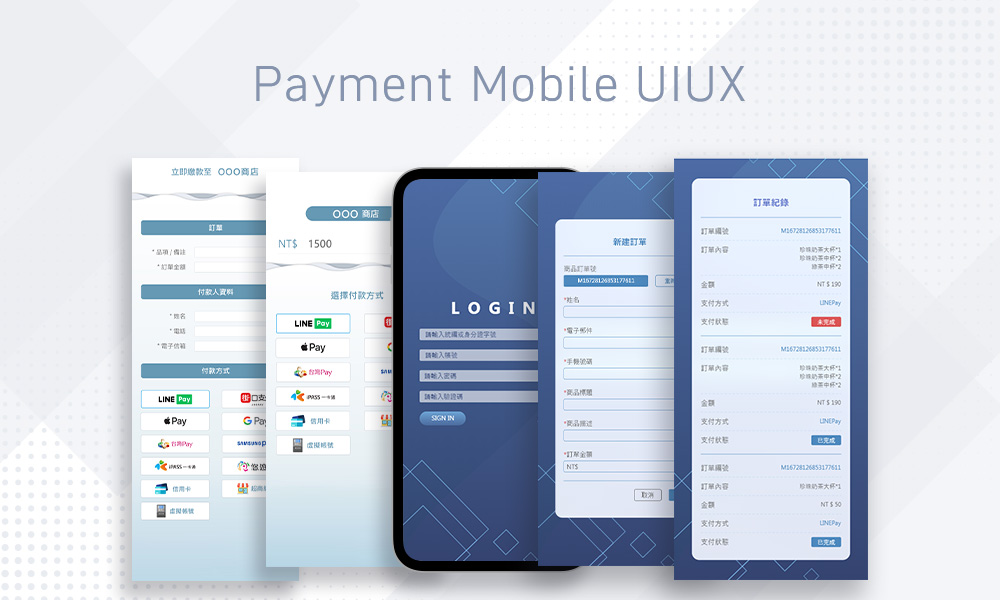 Payment Mobile UIUX
立即繳款至 OOO商店
訂單
* 品項 / 備註
* 訂單金額
付款人資料
* 姓名
* 電話
* 電子信箱
付款方式
LINE Pay
街口支
Pay
G Pay
台灣Pay
SAMSUNG P
iPASS 一卡通
悠遊
信用卡
超商
虛擬帳號
OOO 商店
NT$ 1500
選擇付款方式
LINE Pay
街
Pay
G
台灣Pay
SAM
iPASS 一卡通
信用卡
虛擬帳號
LOGIN
請輸入統編或身分證字號
請輸入帳號
請輸入密碼
請輸入驗證碼
SIGN IN
新建訂單
商品訂單號
M16728126853177611
*姓名
*電子郵件
*手機號碼
*商品標題
*商品描述
*訂單金額
NT$
取消
訂單紀錄
訂單編號 M16728126853177611
訂單內容 珍珠奶茶大杯*1
珍珠奶茶中杯*2
綠茶中杯*2
金額 NT $ 190
支付方式 LINEPay
支付狀態 未完成
訂單編號 M16728126853177611
訂單內容 珍珠奶茶大杯*1
珍珠奶茶中杯*2
綠茶中杯*2
金額 NT $ 190
支付方式 LINEPay
支付狀態 已完成
訂單編號 M16728126853177611
訂單內容 珍珠奶茶大杯*1
金額 NT $ 50
支付方式 LINEPay
支付狀態 已完成